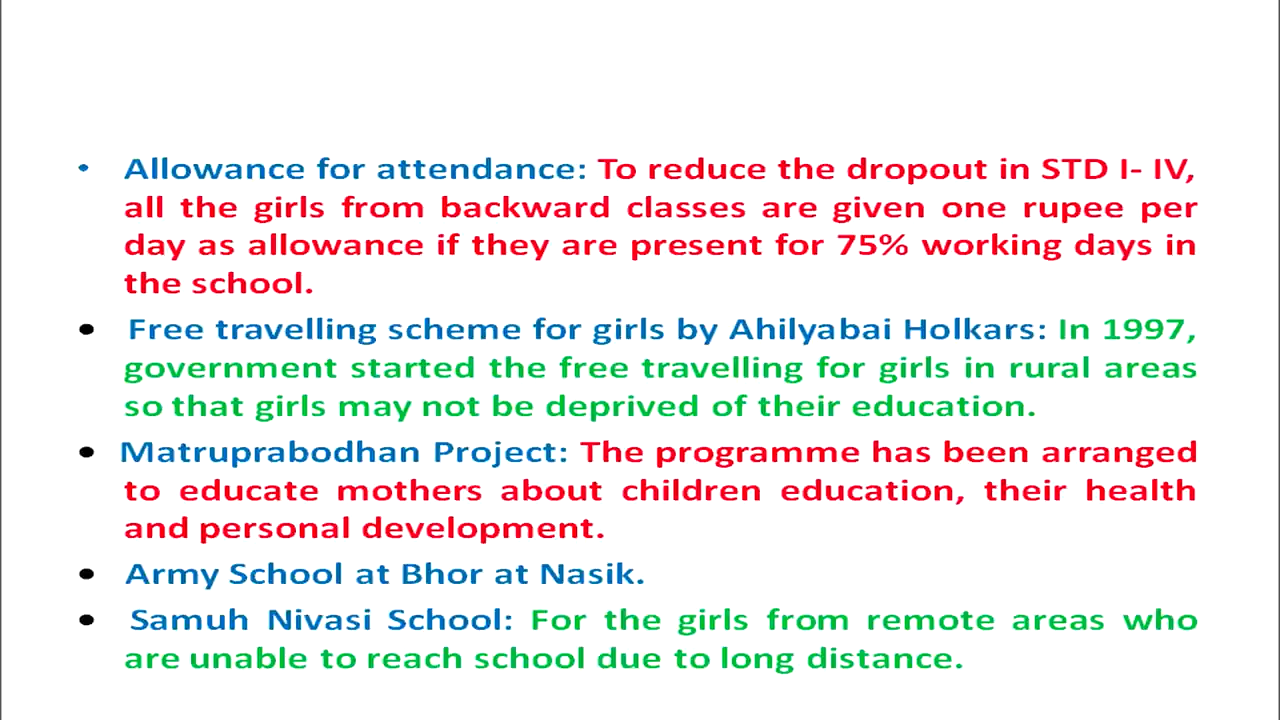 • Allowance for attendance: To reduce the dropout in STD I- IV,
all the girls from backward classes are given one rupee per
day as allowance if they are present for 75% working days in
the school.
• Free travelling scheme for girls by Ahilyabai Holkars: In 1997,
government started the free travelling for girls in rural areas
so that girls may not be deprived of their education.
• Matruprabodhan Project: The programme has been arranged
to educate mothers about children education, their health
and personal development.
• Army School at Bhor at Nasik.
• Samuh Nivasi School: For the girls from remote areas who
are unable to reach school due to long distance.